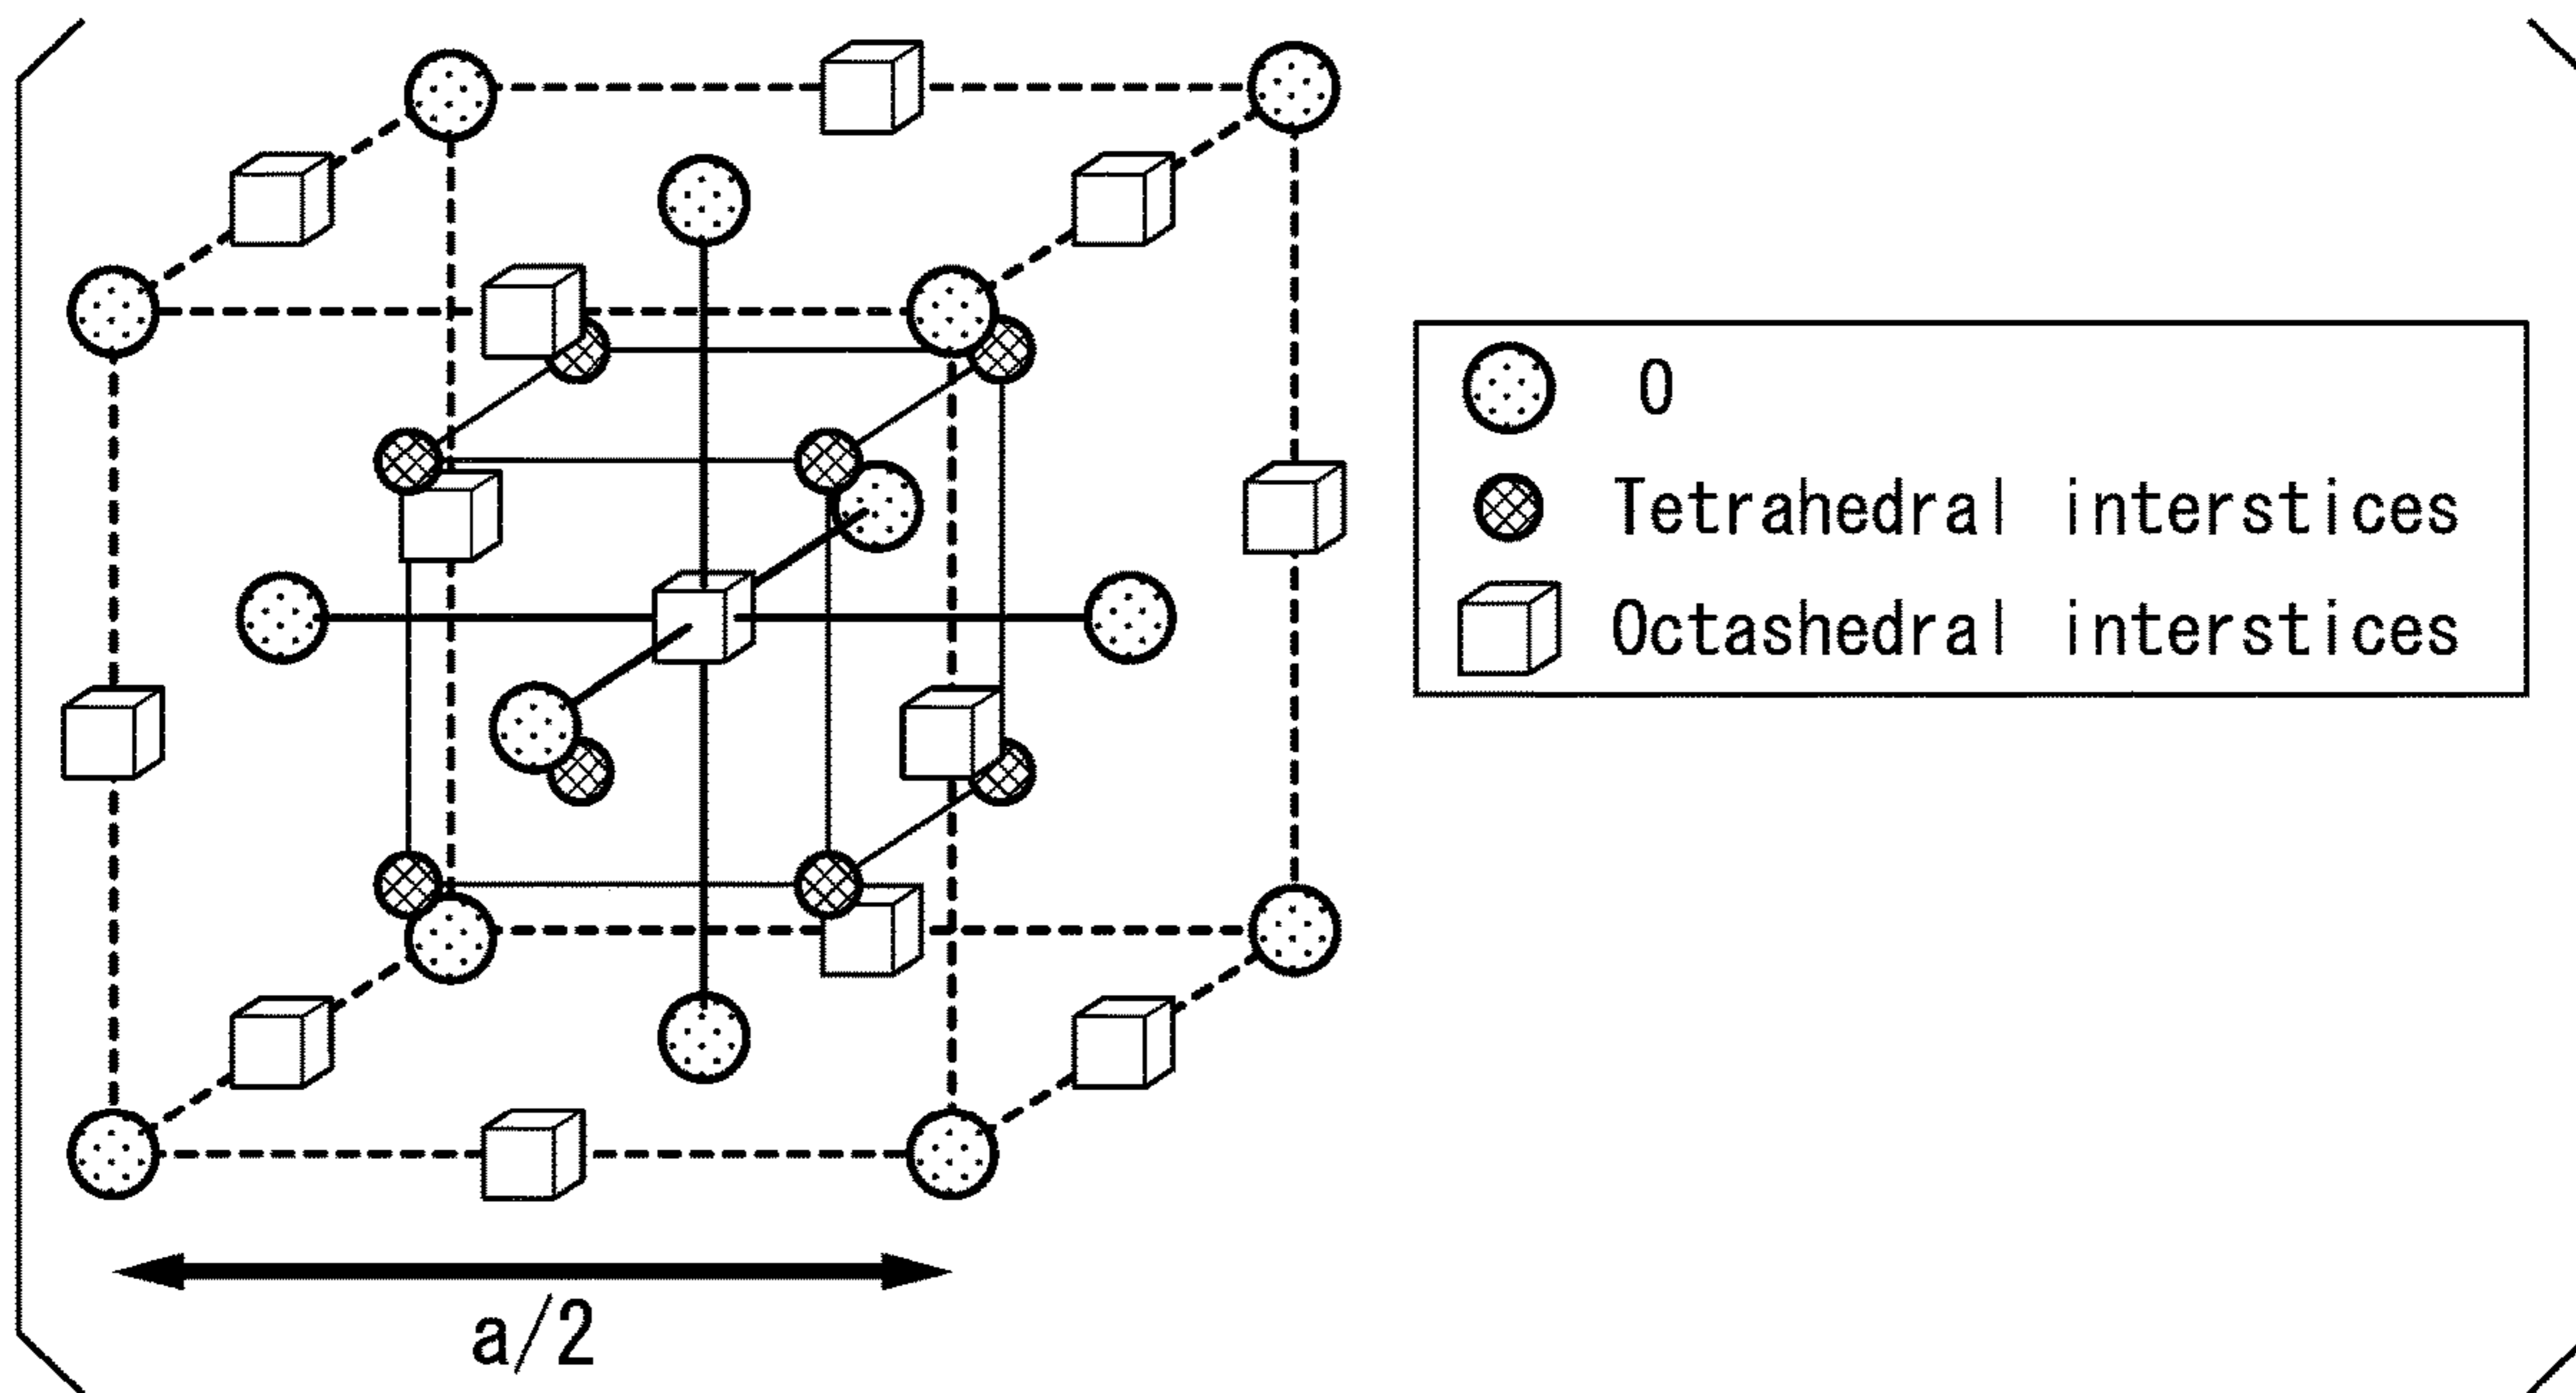 O
Tetrahedral interstices
Octashedral interstices
a/2